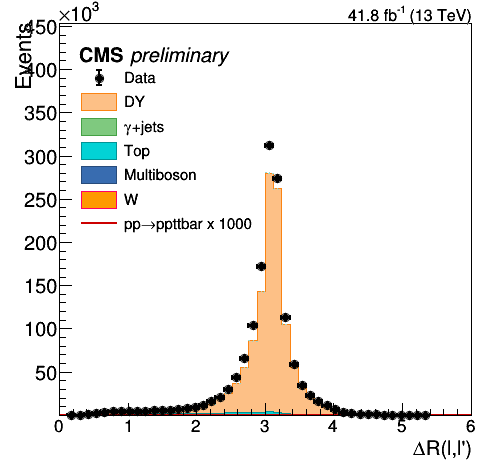 ×10³
41.8 fb⁻¹ (13 TeV)
Events
CMS preliminary
Data
DY
γ+jets
Top
Multiboson
W
pp→ppttbar x 1000
450
400
350
300
250
200
150
100
50
0 1 2 3 4 5 6
ΔR(l,l')